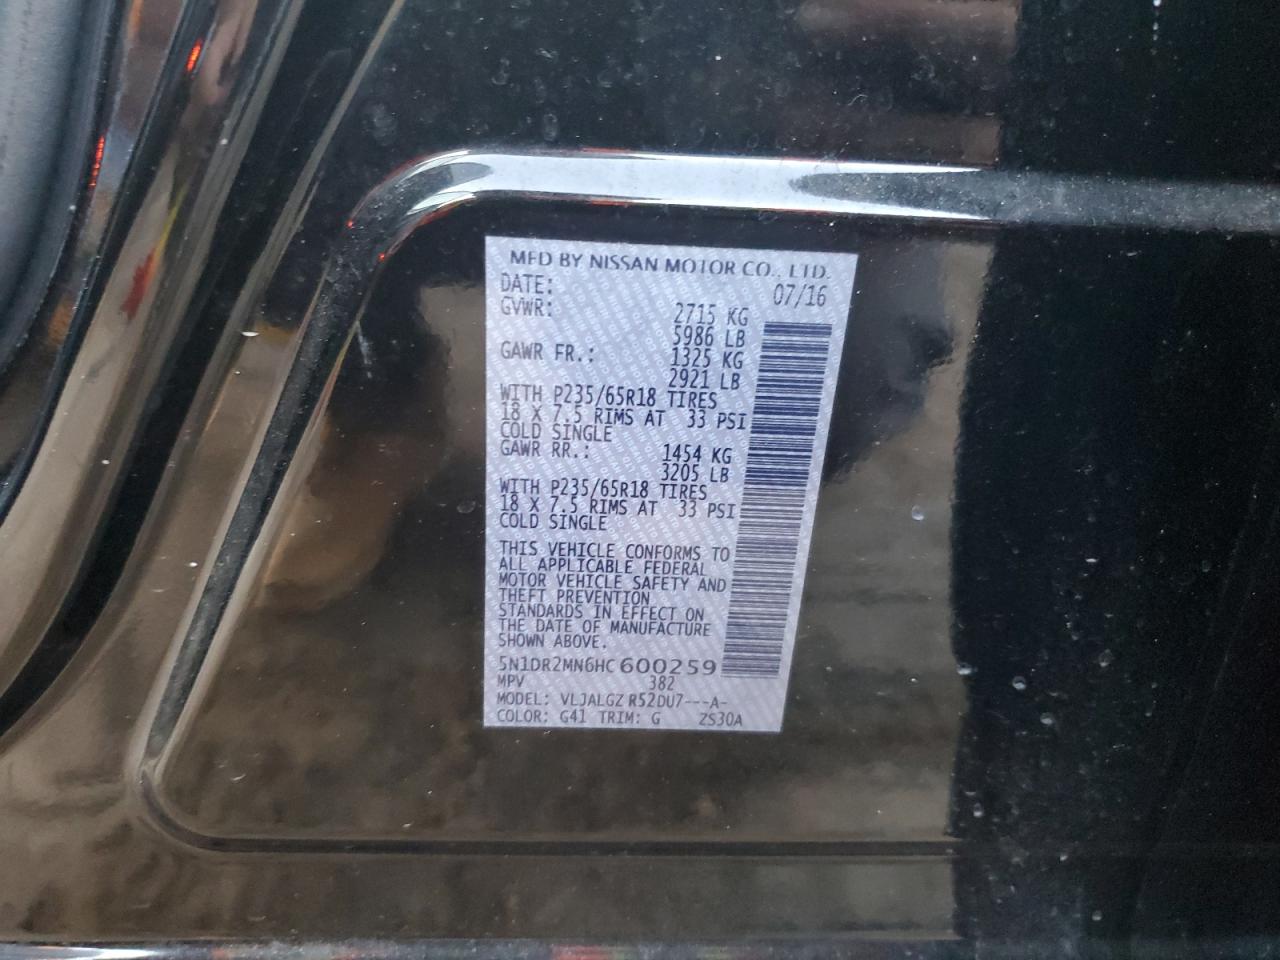 MFD BY NISSAN MOTOR CO., LTD.
DATE: 07/16
GVWR: 2715 KG
5986 LB
GAWR FR.: 1325 KG
2921 LB
WITH P235/65R18 TIRES
18 X 7.5 RIMS AT 33 PSI
COLD SINGLE
GAWR RR.: 1454 KG
3205 LB
WITH P235/65R18 TIRES
18 X 7.5 RIMS AT 33 PSI
COLD SINGLE
THIS VEHICLE CONFORMS TO
ALL APPLICABLE FEDERAL
MOTOR VEHICLE SAFETY AND
THEFT PREVENTION
STANDARDS IN EFFECT ON
THE DATE OF MANUFACTURE
SHOWN ABOVE.
5N1DR2MN6HC600259
MPV 382
MODEL: VLJALGZ R52DU7---A-
COLOR: G41 TRIM: G ZS30A